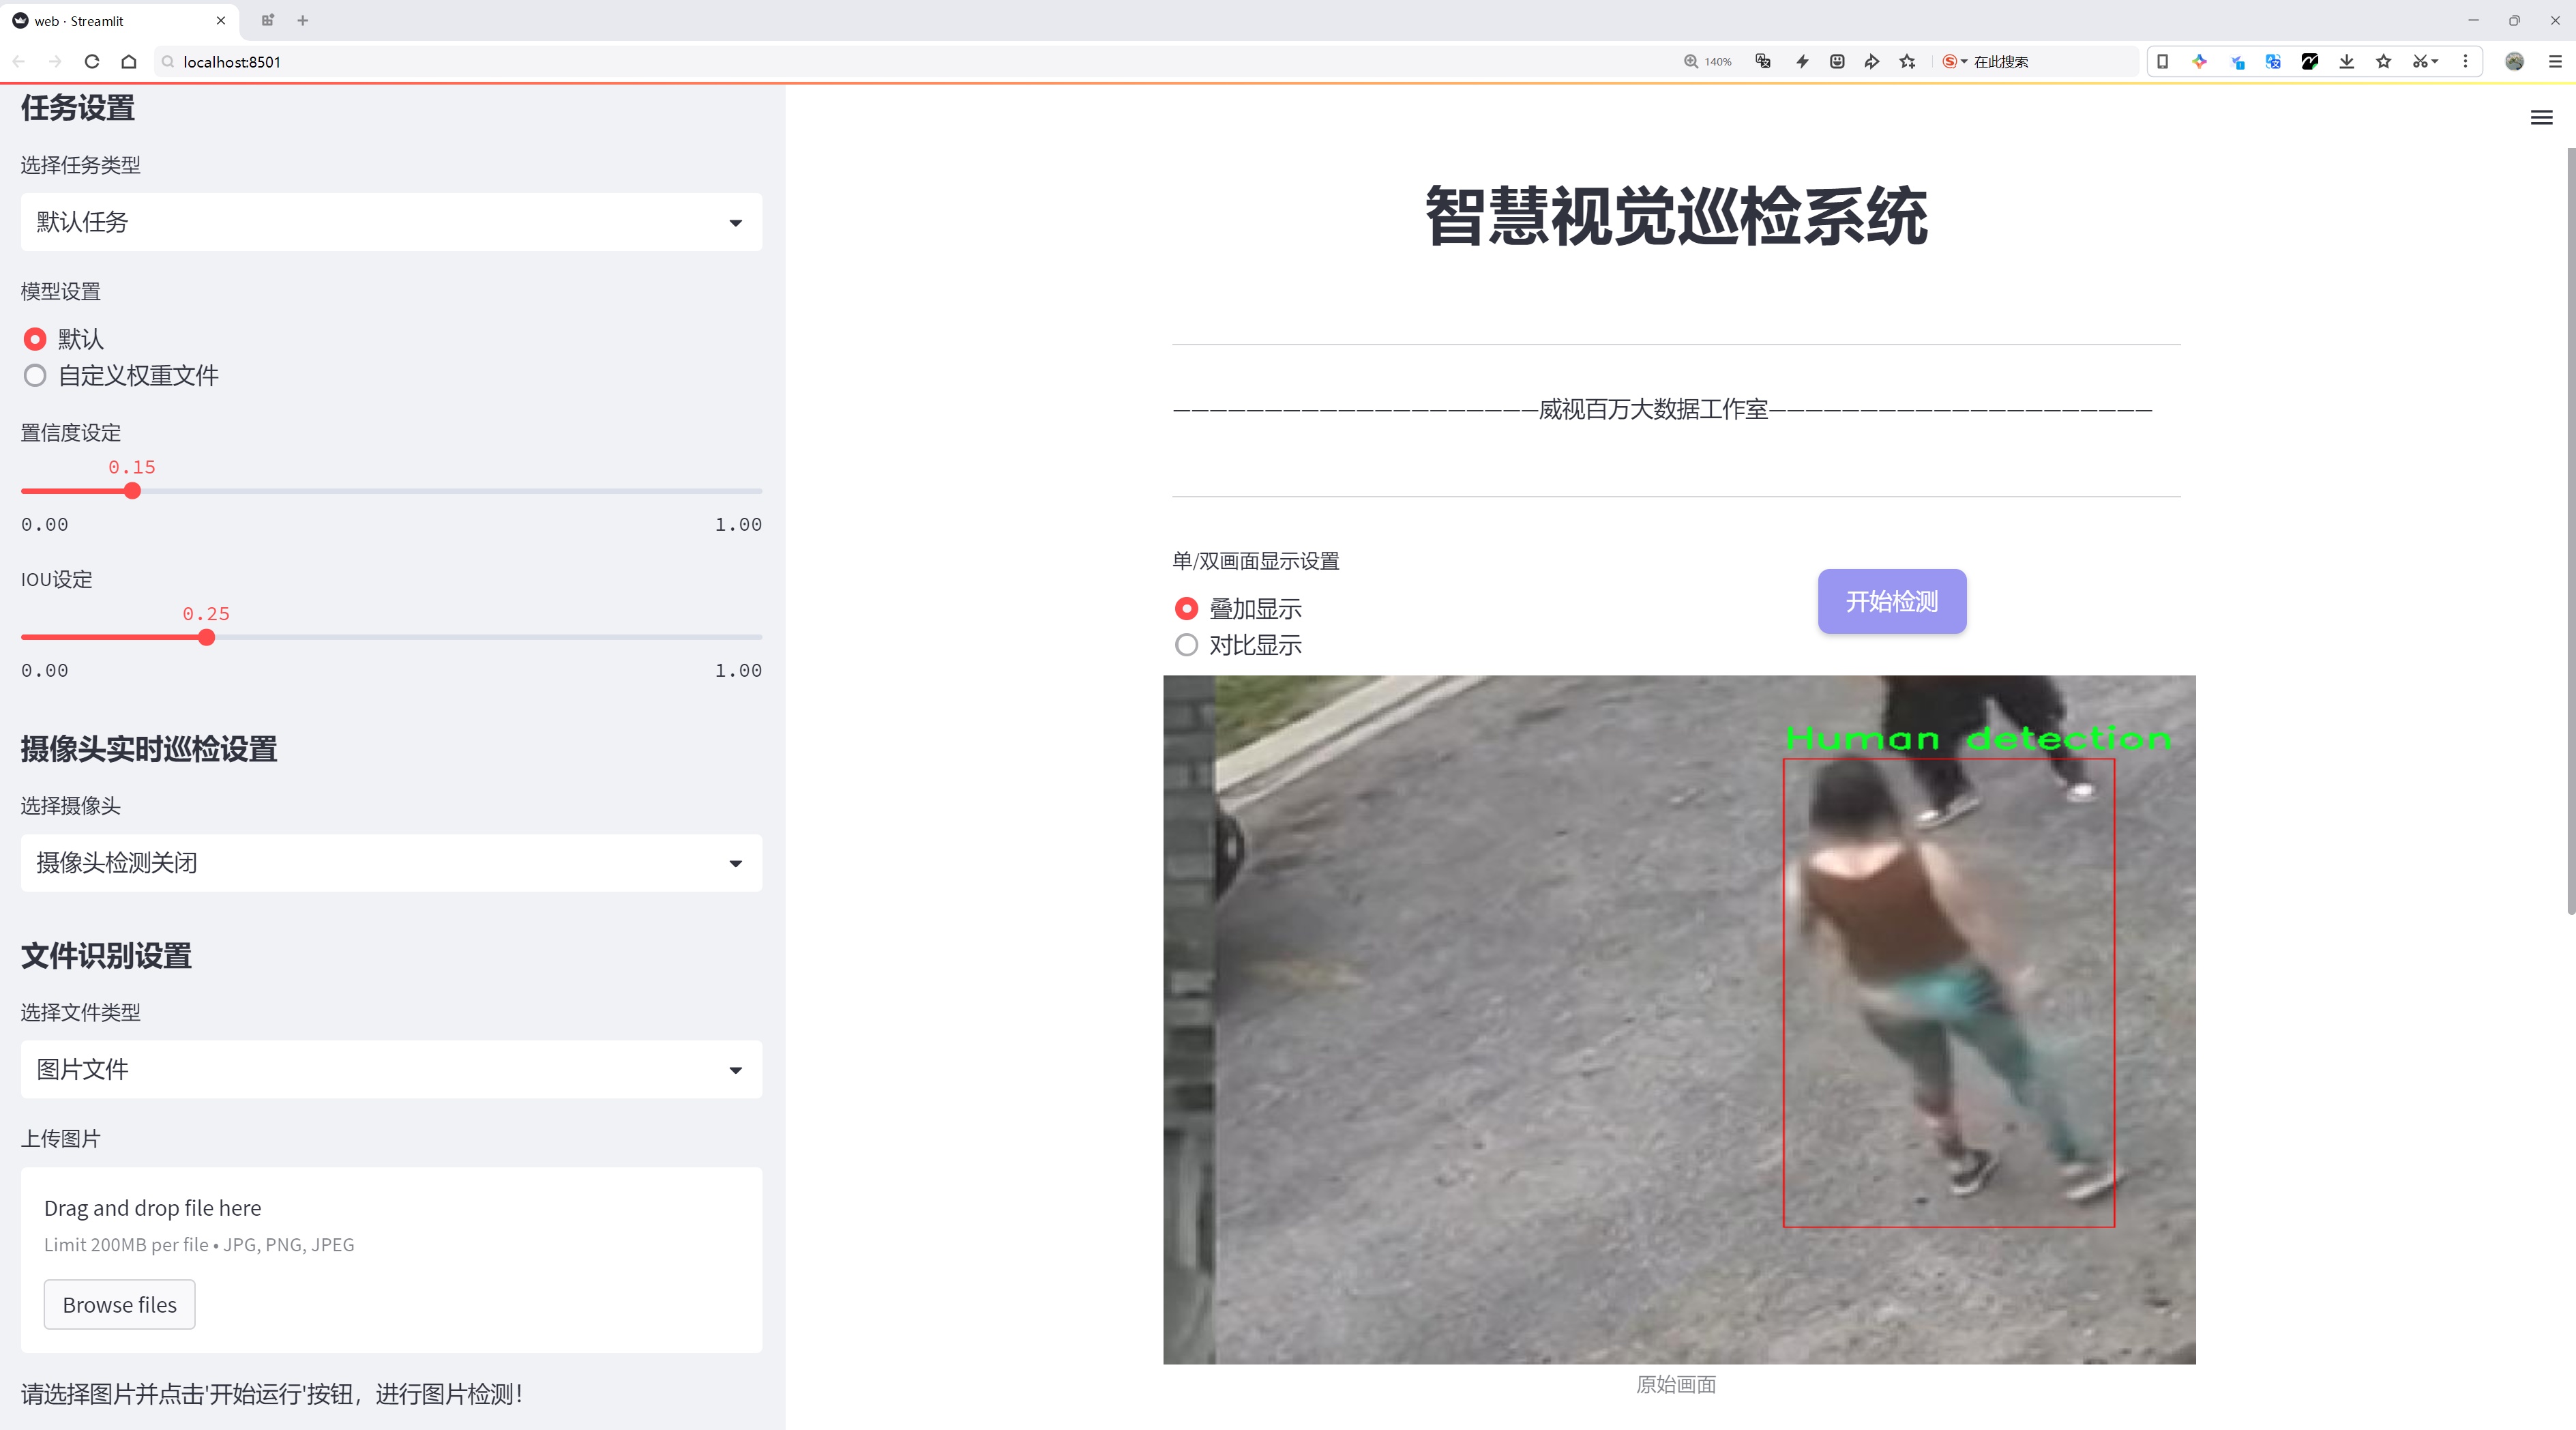 web · Streamlit
localhost:8501
140%
在此搜索
任务设置
选择任务类型
默认任务
模型设置
默认
自定义权重文件
置信度设定
0.15
0.00 1.00
IOU设定
0.25
0.00 1.00
摄像头实时巡检设置
选择摄像头
摄像头检测关闭
文件识别设置
选择文件类型
图片文件
上传图片
Drag and drop file here
Limit 200MB per file • JPG, PNG, JPEG
Browse files
请选择图片并点击'开始运行'按钮，进行图片检测！
智慧视觉巡检系统
————————————————————威视百万大数据工作室—————————————————————
单/双画面显示设置
叠加显示
对比显示
开始检测
Human detection
原始画面